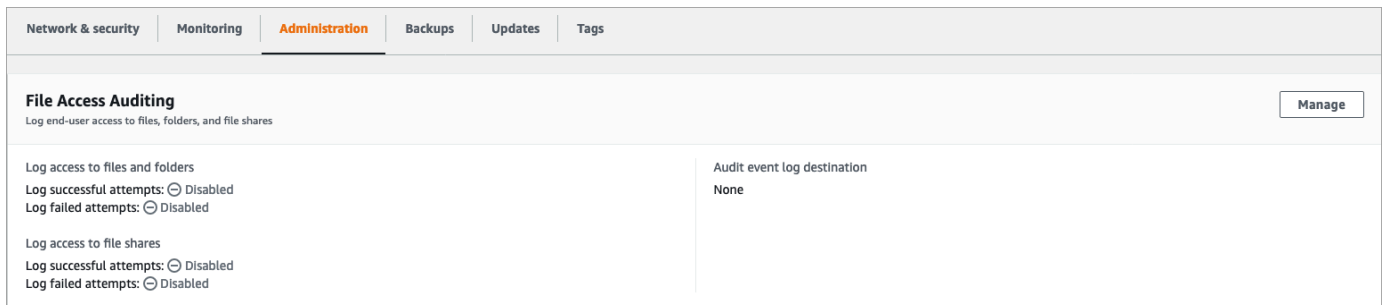 Network & security Monitoring Administration Backups Updates Tags
File Access Auditing
Manage
Log end-user access to files, folders, and file shares
Log access to files and folders
Log successful attempts: Disabled
Log failed attempts: Disabled
Log access to file shares
Log successful attempts: Disabled
Log failed attempts: Disabled
Audit event log destination
None